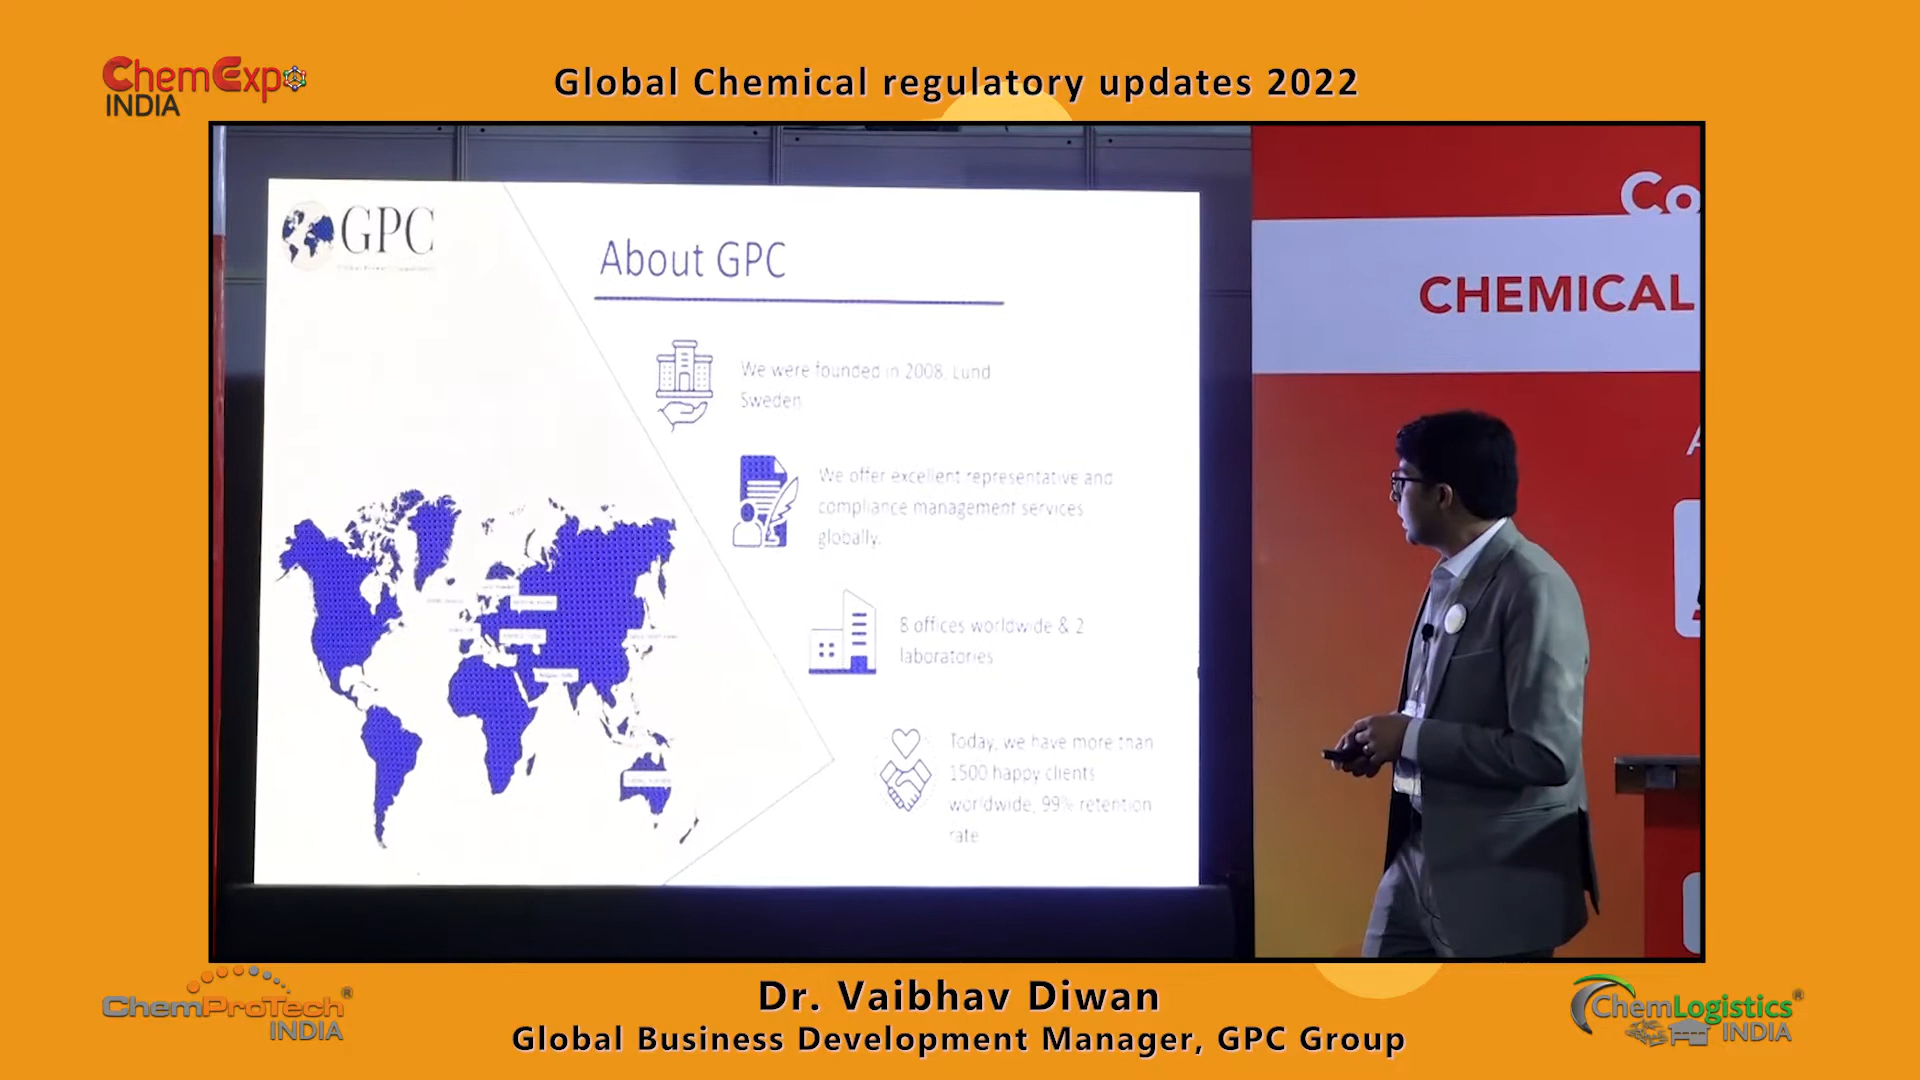 ChemExpo
INDIA
Global Chemical regulatory updates 2022
GPC
About GPC
We were founded in 2008, Lund
Sweden
We offer excellent representative and
compliance management services
globally.
8 offices worldwide & 2
laboratories
Today, we have more than
1500 happy clients
worldwide, 99% retention
rate
Co
CHEMICAL
ChemProTech®
INDIA
Dr. Vaibhav Diwan
Global Business Development Manager, GPC Group
ChemLogistics®
INDIA